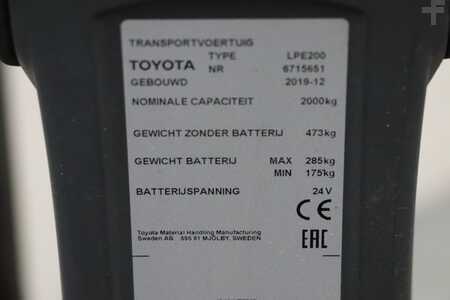 TRANSPORTVOERTUIG
TOYOTA TYPE LPE200
NR 6715651
GEBOUWD 2019-12
NOMINALE CAPACITEIT 2000kg
GEWICHT ZONDER BATTERIJ 473kg
GEWICHT BATTERIJ MAX 285kg
MIN 175kg
BATTERIJSPANNING 24V
CE
Toyota Material Handling Manufacturing
Sweden AB 595 81 MJÖLBY, SWEDEN
EAC